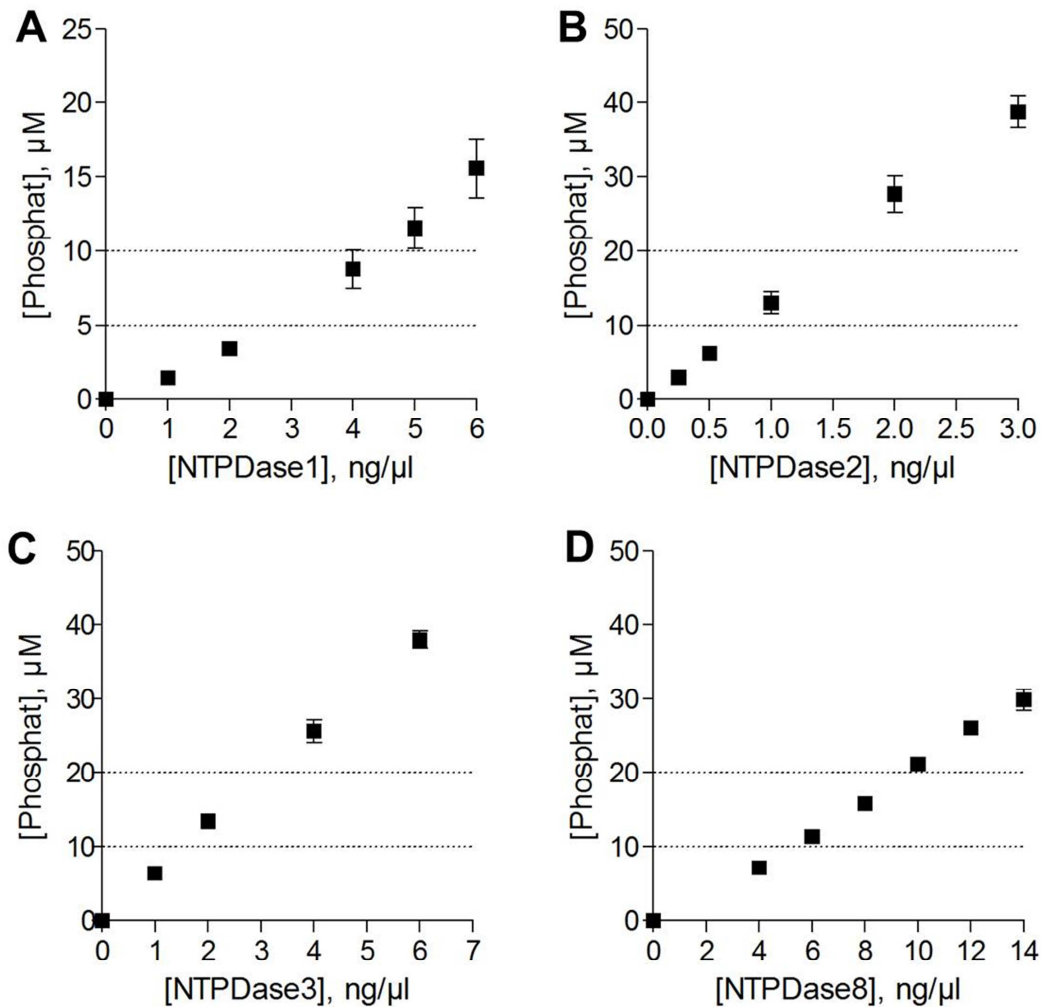 A
[Phosphat], µM
25
20
15
10
5
0
0 1 2 3 4 5 6
[NTPDase1], ng/µl
B
[Phosphat], µM
50
40
30
20
10
0
0.0 0.5 1.0 1.5 2.0 2.5 3.0
[NTPDase2], ng/µl
C
[Phosphat], µM
50
40
30
20
10
0
0 1 2 3 4 5 6 7
[NTPDase3], ng/µl
D
[Phosphat], µM
50
40
30
20
10
0
0 2 4 6 8 10 12 14
[NTPDase8], ng/µl